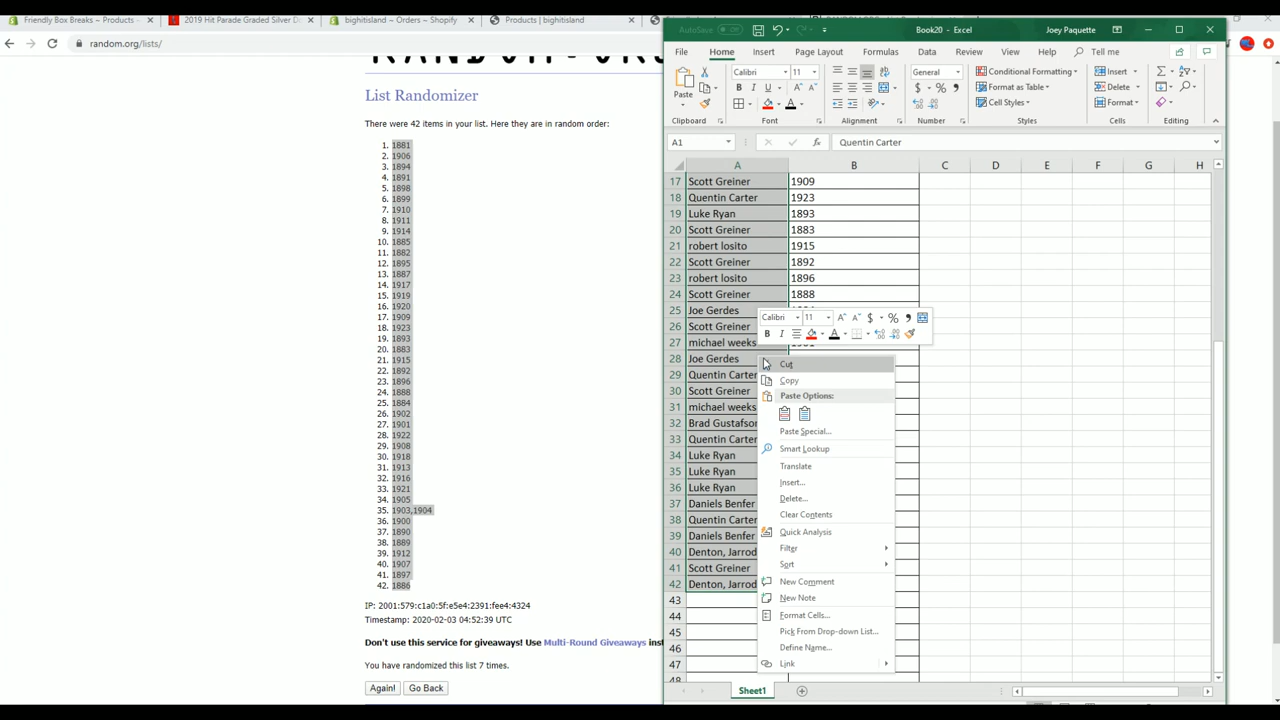 Friendly Box Breaks ~ Products -
2019 Hit Parade Graded Silver D
bighitisland ~ Orders ~ Shopify
Products | bighitisland
random.org/lists/
List Randomizer
There were 42 items in your list. Here they are in random order:
1. 1881
2. 1906
3. 1894
4. 1891
5. 1898
6. 1899
7. 1910
8. 1911
9. 1914
10. 1885
11. 1882
12. 1895
13. 1887
14. 1917
15. 1919
16. 1920
17. 1909
18. 1923
19. 1893
20. 1883
21. 1915
22. 1892
23. 1896
24. 1888
25. 1884
26. 1902
27. 1901
28. 1922
29. 1908
30. 1918
31. 1913
32. 1916
33. 1921
34. 1905
35. 1903,1904
36. 1900
37. 1890
38. 1889
39. 1912
40. 1907
41. 1897
42. 1886
IP: 2001:579:c1a0:5f:e5e4:2391:fee4:4324
Timestamp: 2020-02-03 04:52:39 UTC
Don't use this service for giveaways! Use Multi-Round Giveaways inst
You have randomized this list 7 times.
Again! Go Back
AutoSave Off
Book20 - Excel
Joey Paquette
File Home Insert Page Layout Formulas Data Review View Help Tell me
Paste
Clipboard
Calibri 11
B I U
Font
Alignment
General
$ % ,
Number
Conditional Formatting
Format as Table
Cell Styles
Styles
Insert
Delete
Format
Cells
Editing
A1 fx Quentin Carter
A B C D E F G H
17 Scott Greiner 1909
18 Quentin Carter 1923
19 Luke Ryan 1893
20 Scott Greiner 1883
21 robert losito 1915
22 Scott Greiner 1892
23 robert losito 1896
24 Scott Greiner 1888
25 Joe Gerdes
26 Scott Greiner
27 michael weeks
28 Joe Gerdes
29 Quentin Carter
30 Scott Greiner
31 michael weeks
32 Brad Gustafson
33 Quentin Carter
34 Luke Ryan
35 Luke Ryan
36 Luke Ryan
37 Daniels Benfer
38 Quentin Carter
39 Daniels Benfer
40 Denton, Jarrod
41 Scott Greiner
42 Denton, Jarrod
43
44
45
46
47
48
Calibri 11 A A $ % ,
B I A
Cut
Copy
Paste Options:
Paste Special...
Smart Lookup
Translate
Insert...
Delete...
Clear Contents
Quick Analysis
Filter
Sort
New Comment
New Note
Format Cells...
Pick From Drop-down List...
Define Name...
Link
Sheet1